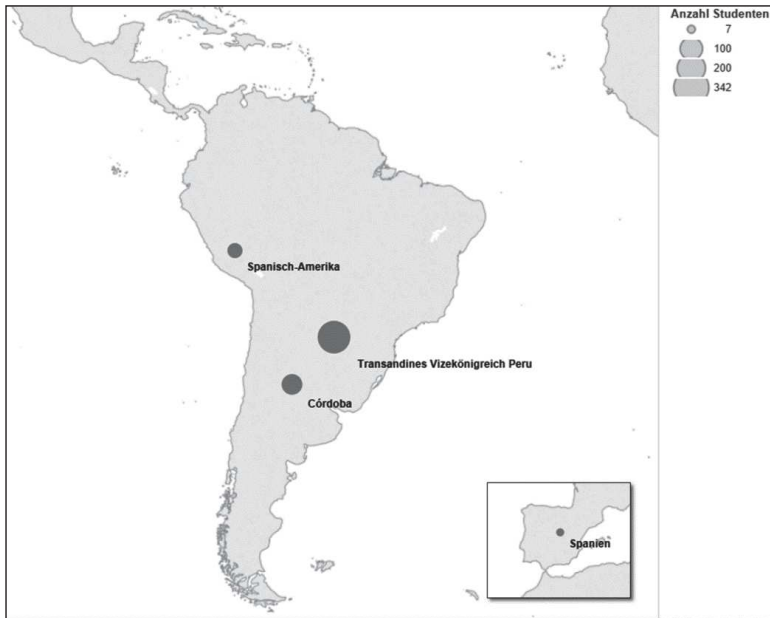 Anzahl Studenten
7
100
200
342
Spanisch-Amerika
Transandines Vizekönigreich Peru
Córdoba
Spanien